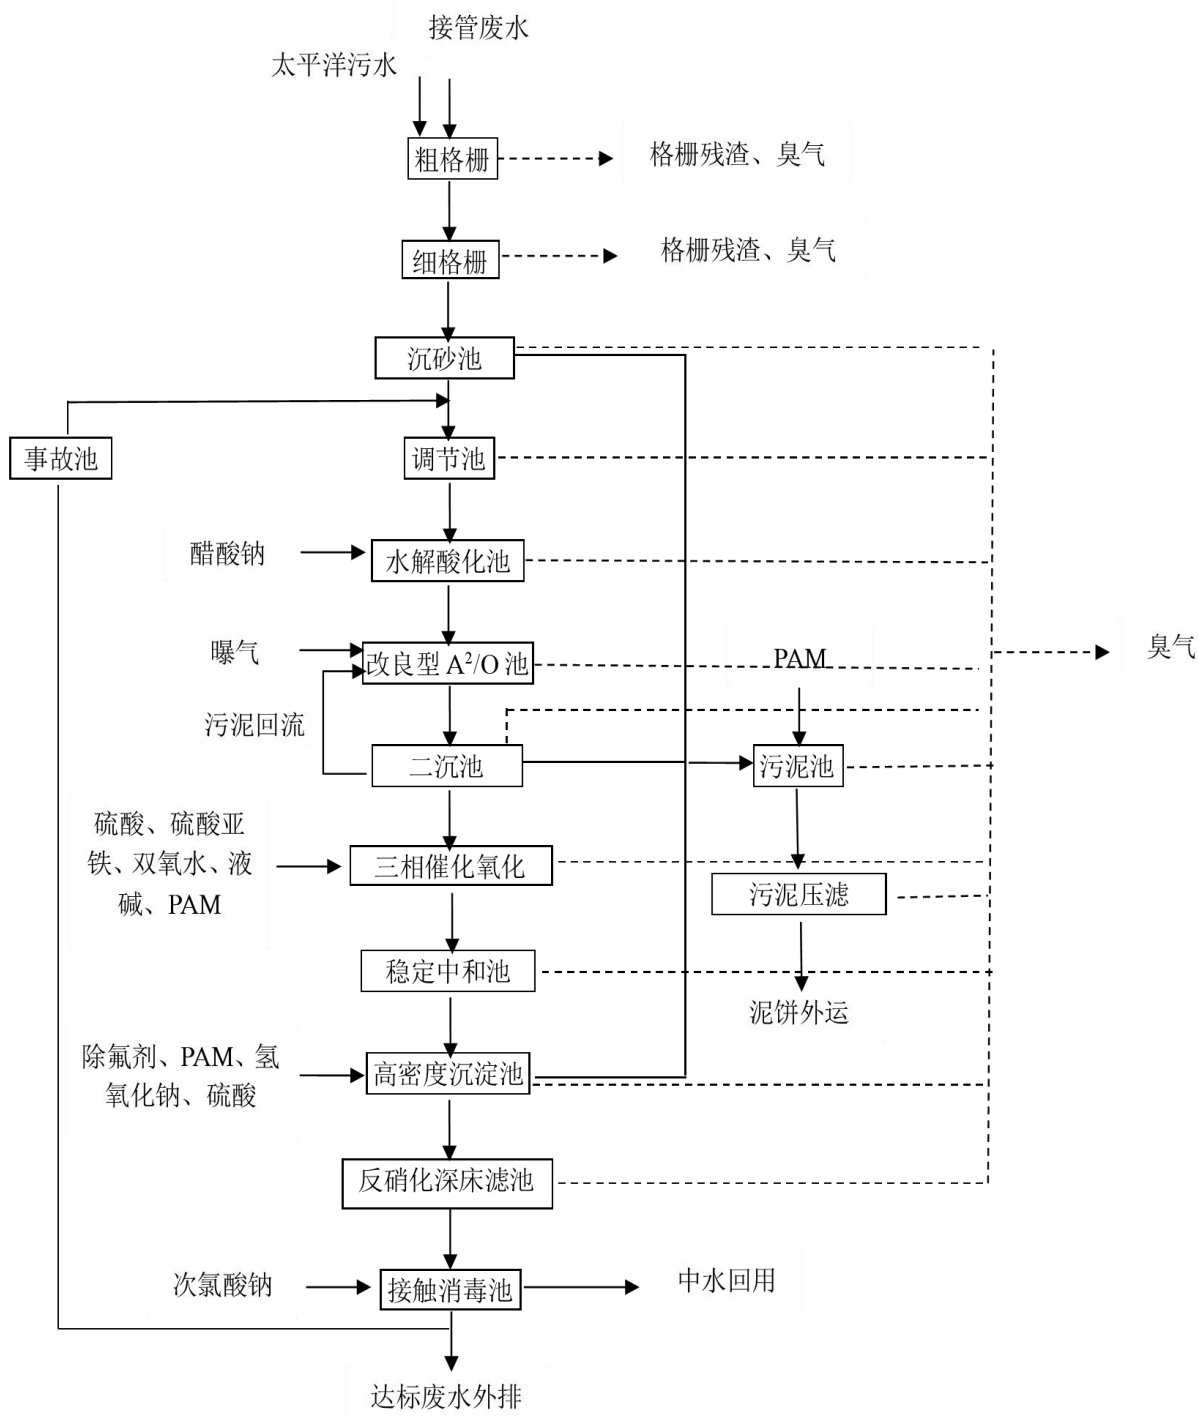 接管废水
太平洋污水
粗格栅
格栅残渣、臭气
细格栅
格栅残渣、臭气
沉砂池
事故池
调节池
醋酸钠
水解酸化池
曝气
改良型 A²/O 池
PAM
臭气
污泥回流
二沉池
污泥池
硫酸、硫酸亚
铁、双氧水、液
碱、PAM
三相催化氧化
污泥压滤
稳定中和池
泥饼外运
除氟剂、PAM、氢
氧化钠、硫酸
高密度沉淀池
反硝化深床滤池
次氯酸钠
接触消毒池
中水回用
达标废水外排